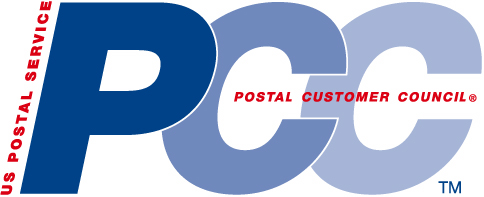 US POSTAL SERVICE
PCC
POSTAL CUSTOMER COUNCIL®
TM